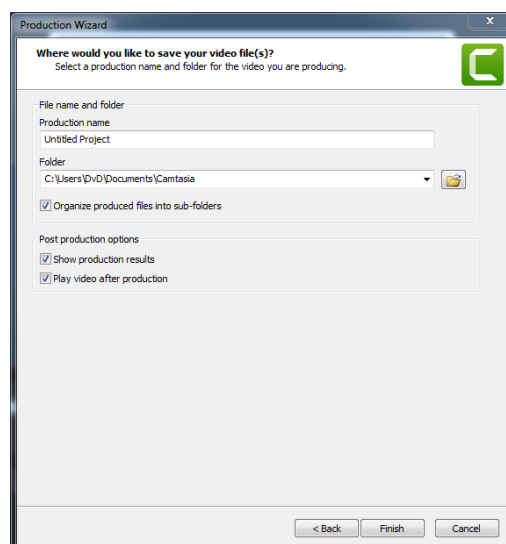 Production Wizard
x
Where would you like to save your video file(s)?
Select a production name and folder for the video you are producing.
File name and folder
Production name
Untitled Project
Folder
C:\Users\DvD\Documents\Camtasia
Organize produced files into sub-folders
Post production options
Show production results
Play video after production
< Back
Finish
Cancel